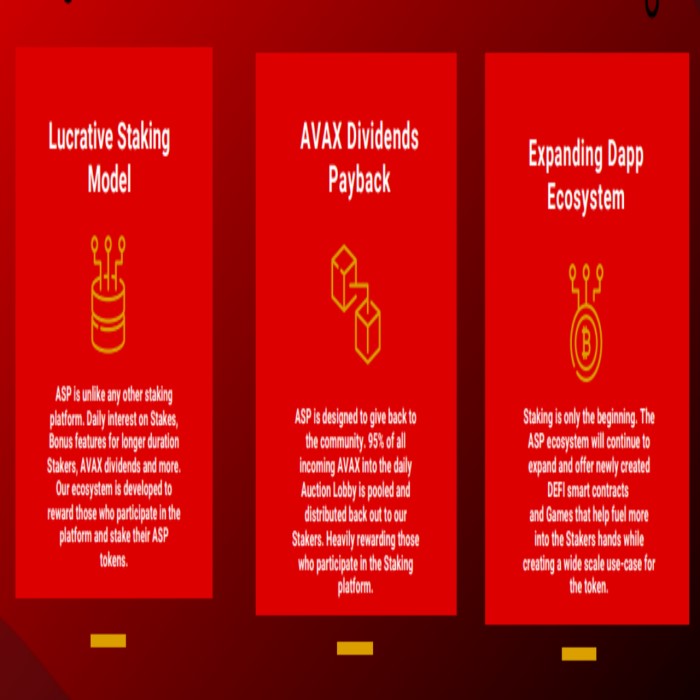 Lucrative Staking
Model
ASP is unlike any other staking
platform. Daily interest on Stakes,
Bonus features for longer duration
Stakers, AVAX dividends and more.
Our ecosystem is developed to
reward those who participate in the
platform and stake their ASP
tokens.
AVAX Dividends
Payback
ASP is designed to give back to
the community. 95% of all
incoming AVAX into the daily
Auction Lobby is pooled and
distributed back out to our
Stakers. Heavily rewarding those
who participate in the Staking
platform.
Expanding Dapp
Ecosystem
Staking is only the beginning. The
ASP ecosystem will continue to
expand and offer newly created
DEFI smart contracts
and Games that help fuel more
into the Stakers hands while
creating a wide scale use-case for
the token.